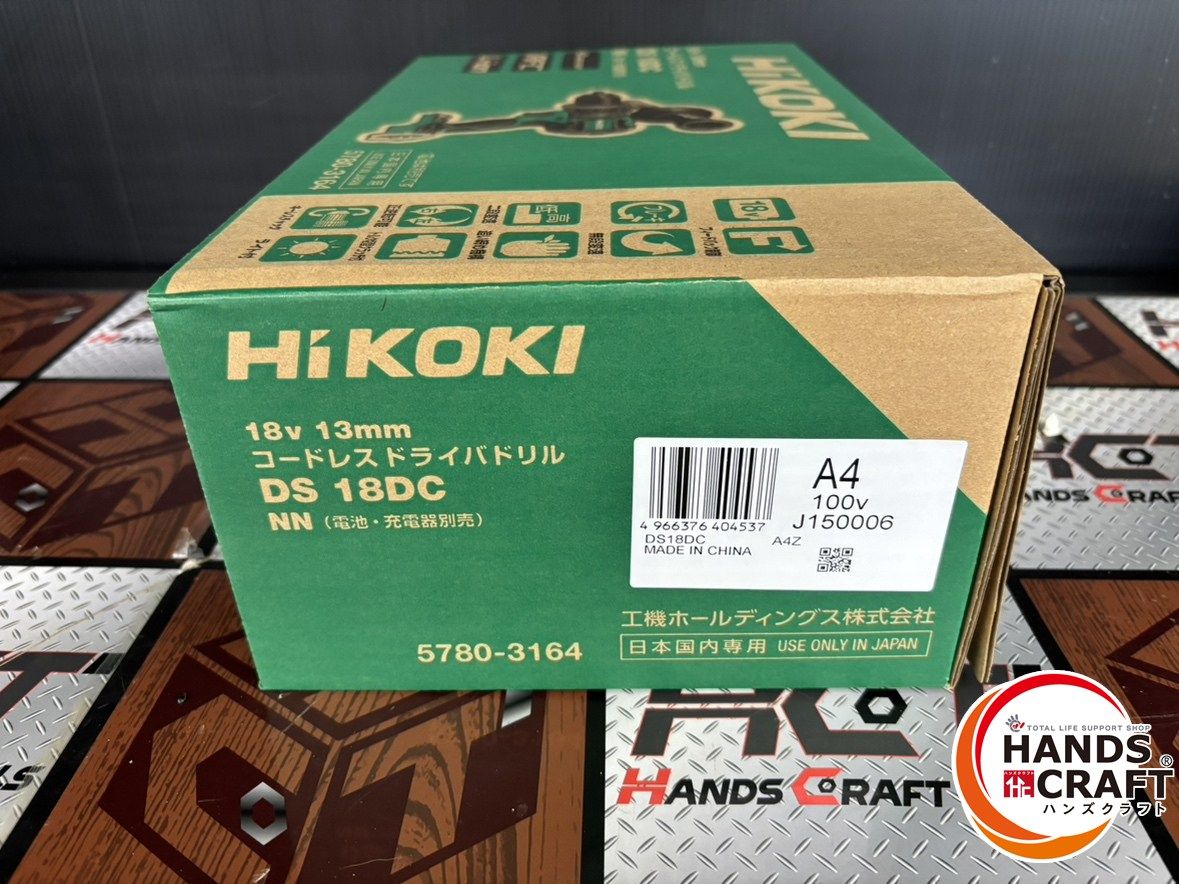 HiKOKI
18v
5780-3164
HiKOKI
18v 13mm
コードレスドライバドリル
DS 18DC
NN（電池・充電器別売）
5780-3164
A4
100v
J150006
4 966376 404537
DS18DC A4Z
MADE IN CHINA
工機ホールディングス株式会社
日本国内専用 USE ONLY IN JAPAN
HANDS CRAFT
TOTAL LIFE SUPPORT SHOP
HANDS
CRAFT
ハンズクラフト